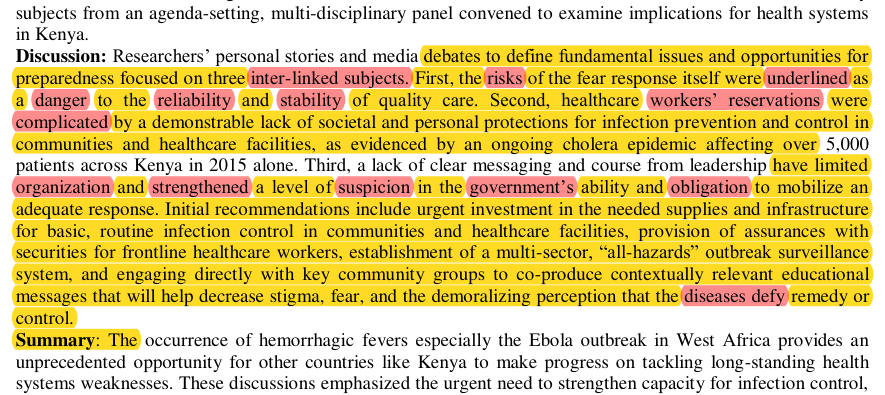 subjects from an agenda-setting, multi-disciplinary panel convened to examine implications for health systems
in Kenya.
Discussion: Researchers' personal stories and media debates to define fundamental issues and opportunities for
preparedness focused on three inter-linked subjects. First, the risks of the fear response itself were underlined as
a danger to the reliability and stability of quality care. Second, healthcare workers' reservations were
complicated by a demonstrable lack of societal and personal protections for infection prevention and control in
communities and healthcare facilities, as evidenced by an ongoing cholera epidemic affecting over 5,000
patients across Kenya in 2015 alone. Third, a lack of clear messaging and course from leadership have limited
organization and strengthened a level of suspicion in the government's ability and obligation to mobilize an
adequate response. Initial recommendations include urgent investment in the needed supplies and infrastructure
for basic, routine infection control in communities and healthcare facilities, provision of assurances with
securities for frontline healthcare workers, establishment of a multi-sector, “all-hazards” outbreak surveillance
system, and engaging directly with key community groups to co-produce contextually relevant educational
messages that will help decrease stigma, fear, and the demoralizing perception that the diseases defy remedy or
control.
Summary: The occurrence of hemorrhagic fevers especially the Ebola outbreak in West Africa provides an
unprecedented opportunity for other countries like Kenya to make progress on tackling long-standing health
systems weaknesses. These discussions emphasized the urgent need to strengthen capacity for infection control,